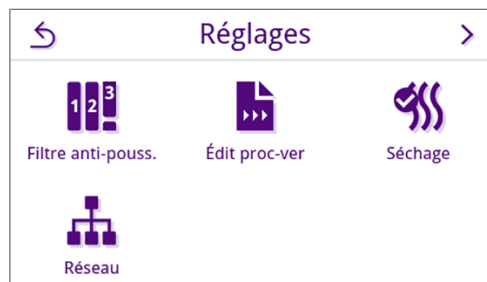 Réglages
1 2 3
Filtre anti-pouss.
Édit proc-ver
Séchage
Réseau